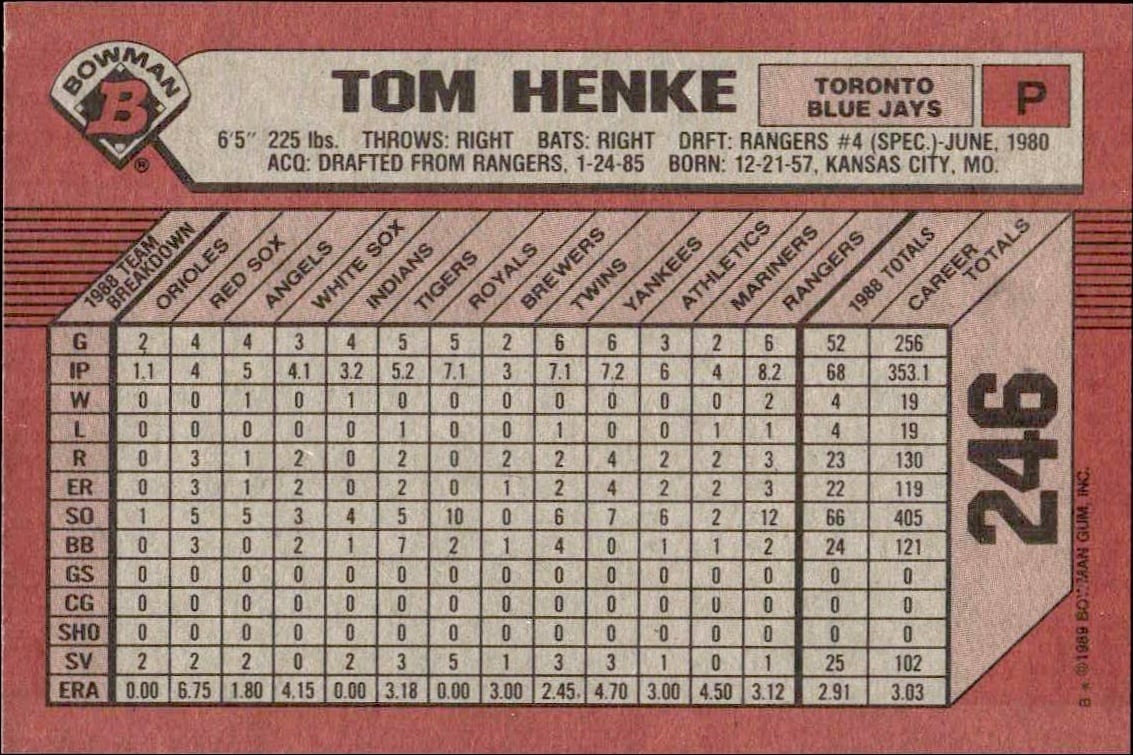 BOWMAN
B
®
TOM HENKE
TORONTO
BLUE JAYS
P
6'5" 225 lbs. THROWS: RIGHT BATS: RIGHT DRFT: RANGERS #4 (SPEC.)-JUNE, 1980
ACQ: DRAFTED FROM RANGERS, 1-24-85 BORN: 12-21-57, KANSAS CITY, MO.
1988 TEAM
BREAKDOWN
ORIOLES
RED SOX
ANGELS
WHITE SOX
INDIANS
TIGERS
ROYALS
BREWERS
TWINS
YANKEES
ATHLETICS
MARINERS
RANGERS
1988 TOTALS
CAREER
TOTALS
G 2 4 4 3 4 5 5 2 6 6 3 2 6 52 256
IP 1.1 4 5 4.1 3.2 5.2 7.1 3 7.1 7.2 6 4 8.2 68 353.1
W 0 0 1 0 1 0 0 0 0 0 0 0 2 4 19
L 0 0 0 0 0 1 0 0 1 0 0 1 1 4 19
R 0 3 1 2 0 2 0 2 2 4 2 2 3 23 130
ER 0 3 1 2 0 2 0 1 2 4 2 2 3 22 119
SO 1 5 5 3 4 5 10 0 6 7 6 2 12 66 405
BB 0 3 0 2 1 7 2 1 4 0 1 1 2 24 121
GS 0 0 0 0 0 0 0 0 0 0 0 0 0 0 0
CG 0 0 0 0 0 0 0 0 0 0 0 0 0 0 0
SHO 0 0 0 0 0 0 0 0 0 0 0 0 0 0 0
SV 2 2 2 0 2 3 5 1 3 3 1 0 1 25 102
ERA 0.00 6.75 1.80 4.15 0.00 3.18 0.00 3.00 2.45 4.70 3.00 4.50 3.12 2.91 3.03
246
B * ©1989 BOWMAN GUM, INC.